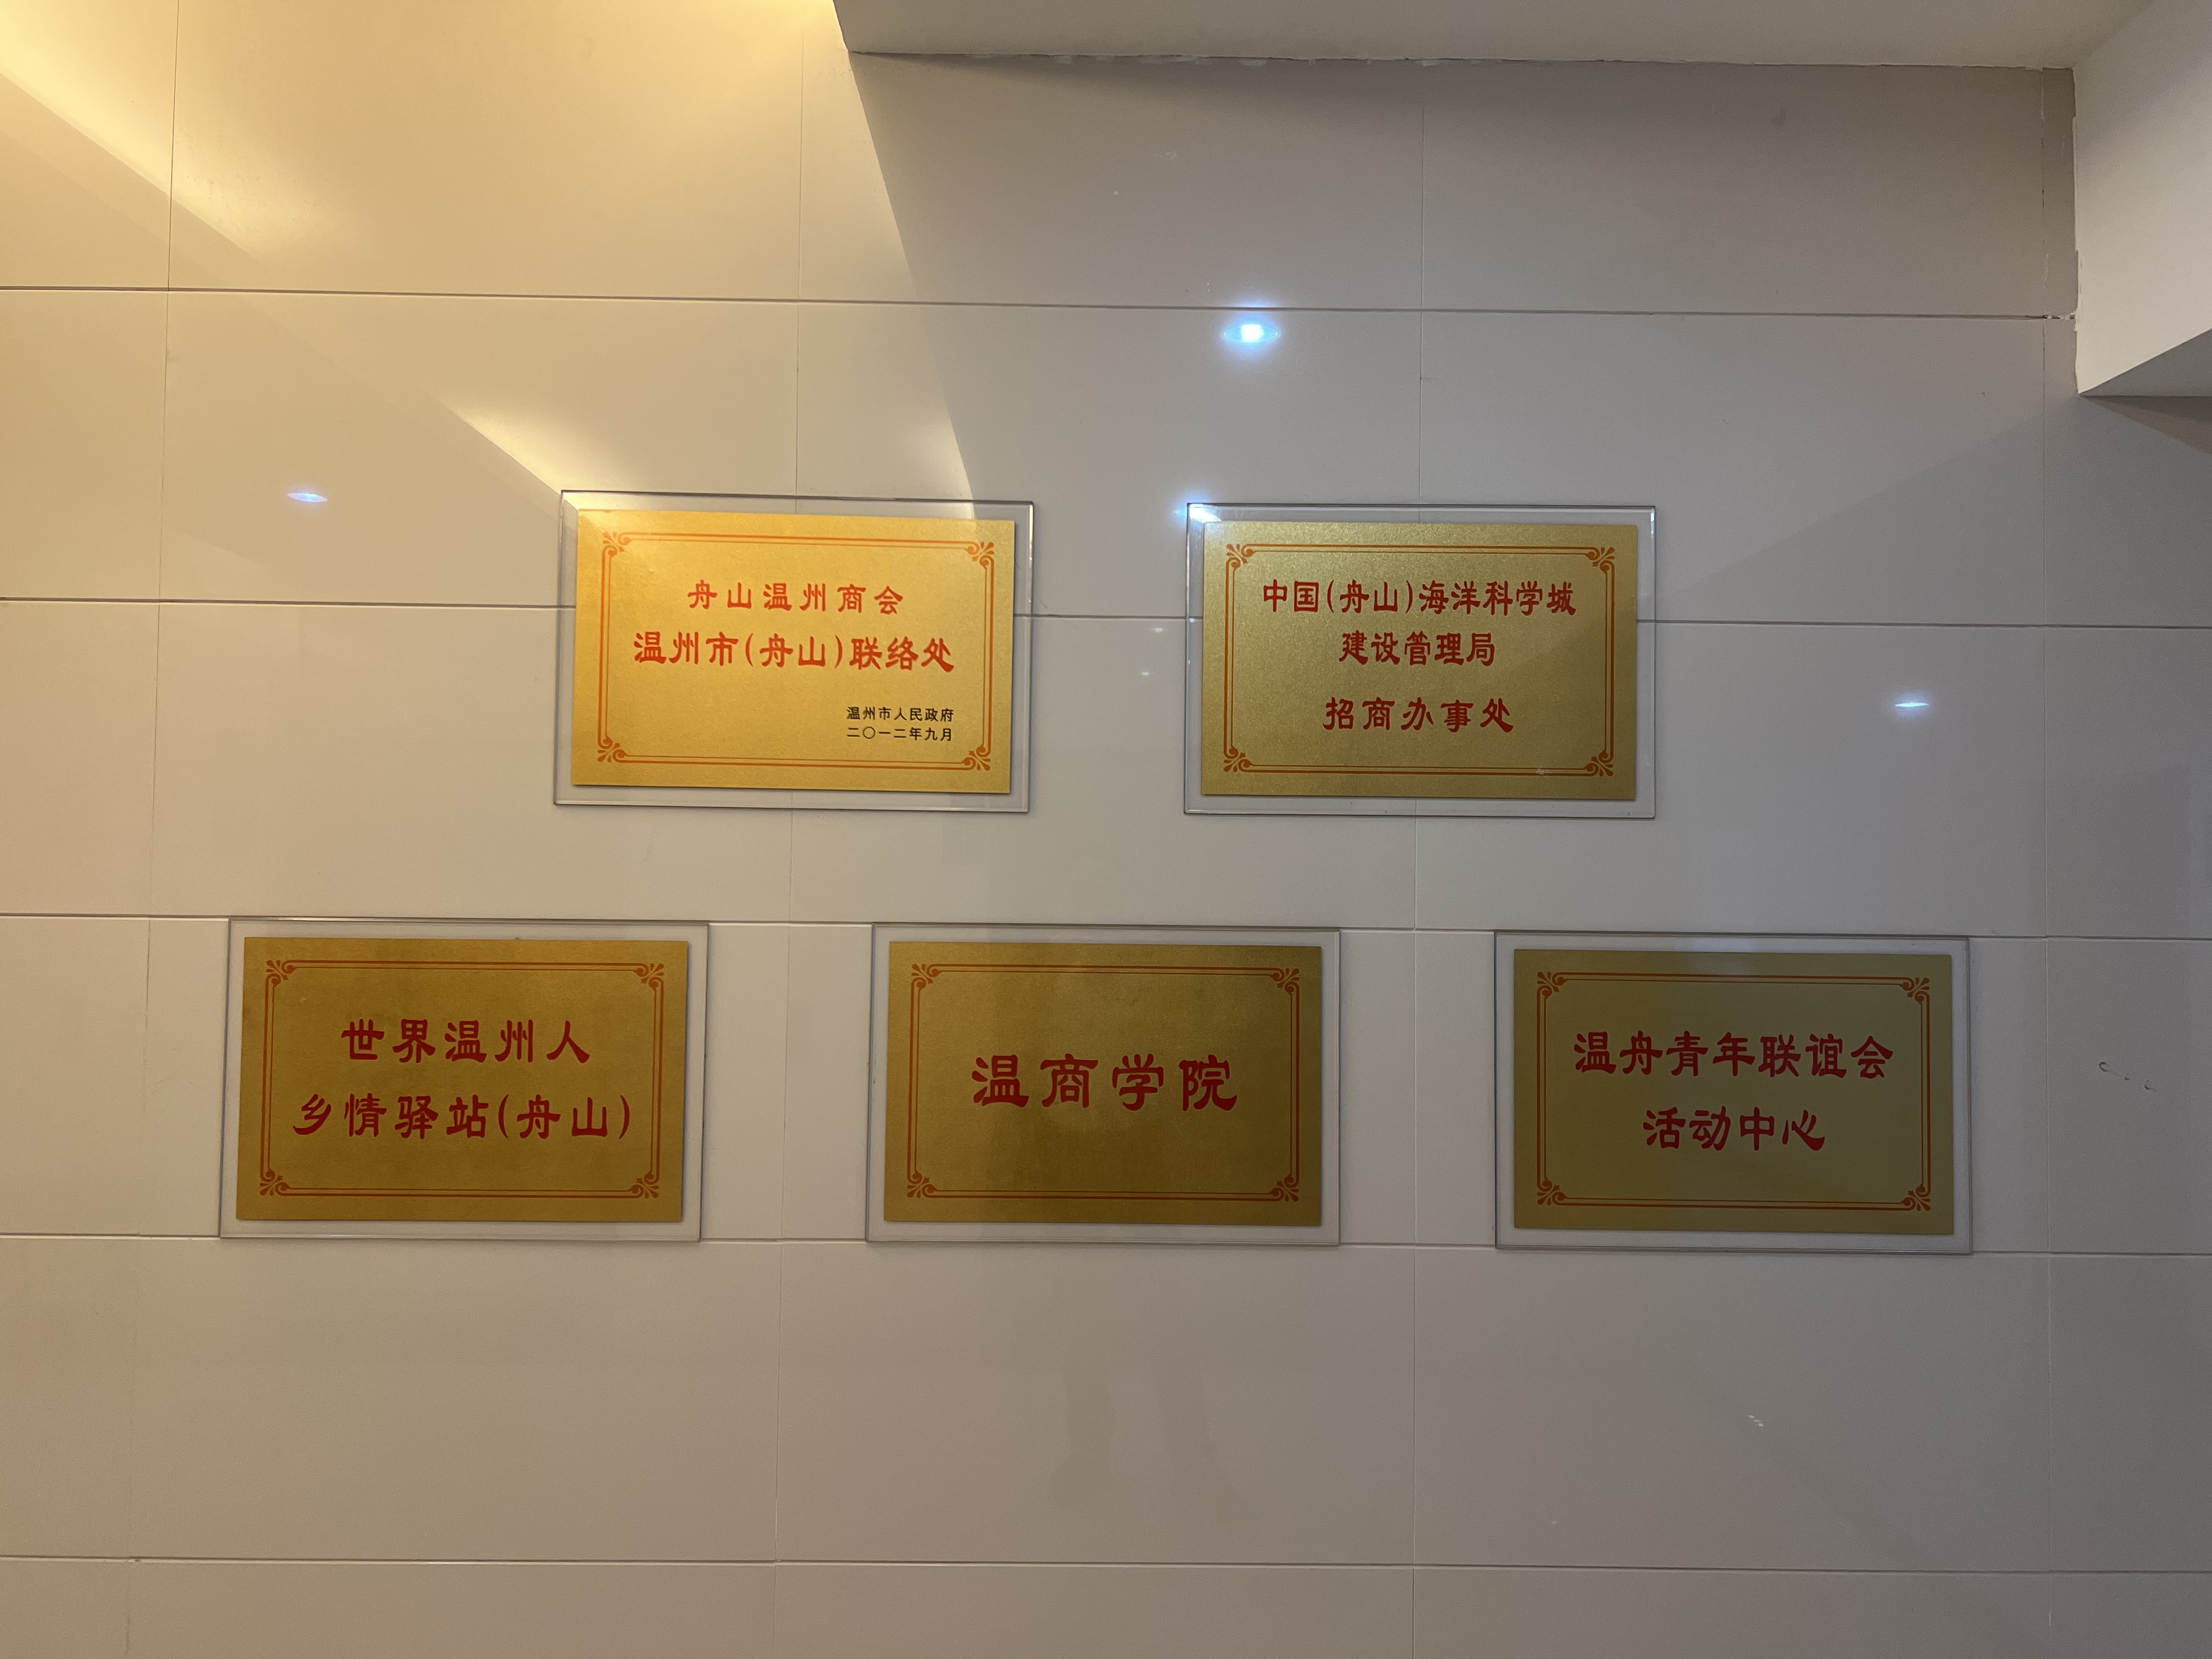 舟山温州商会
温州市(舟山)联络处
温州市人民政府
二〇一二年九月
中国(舟山)海洋科学城
建设管理局
招商办事处
世界温州人
乡情驿站(舟山)
温商学院
温舟青年联谊会
活动中心